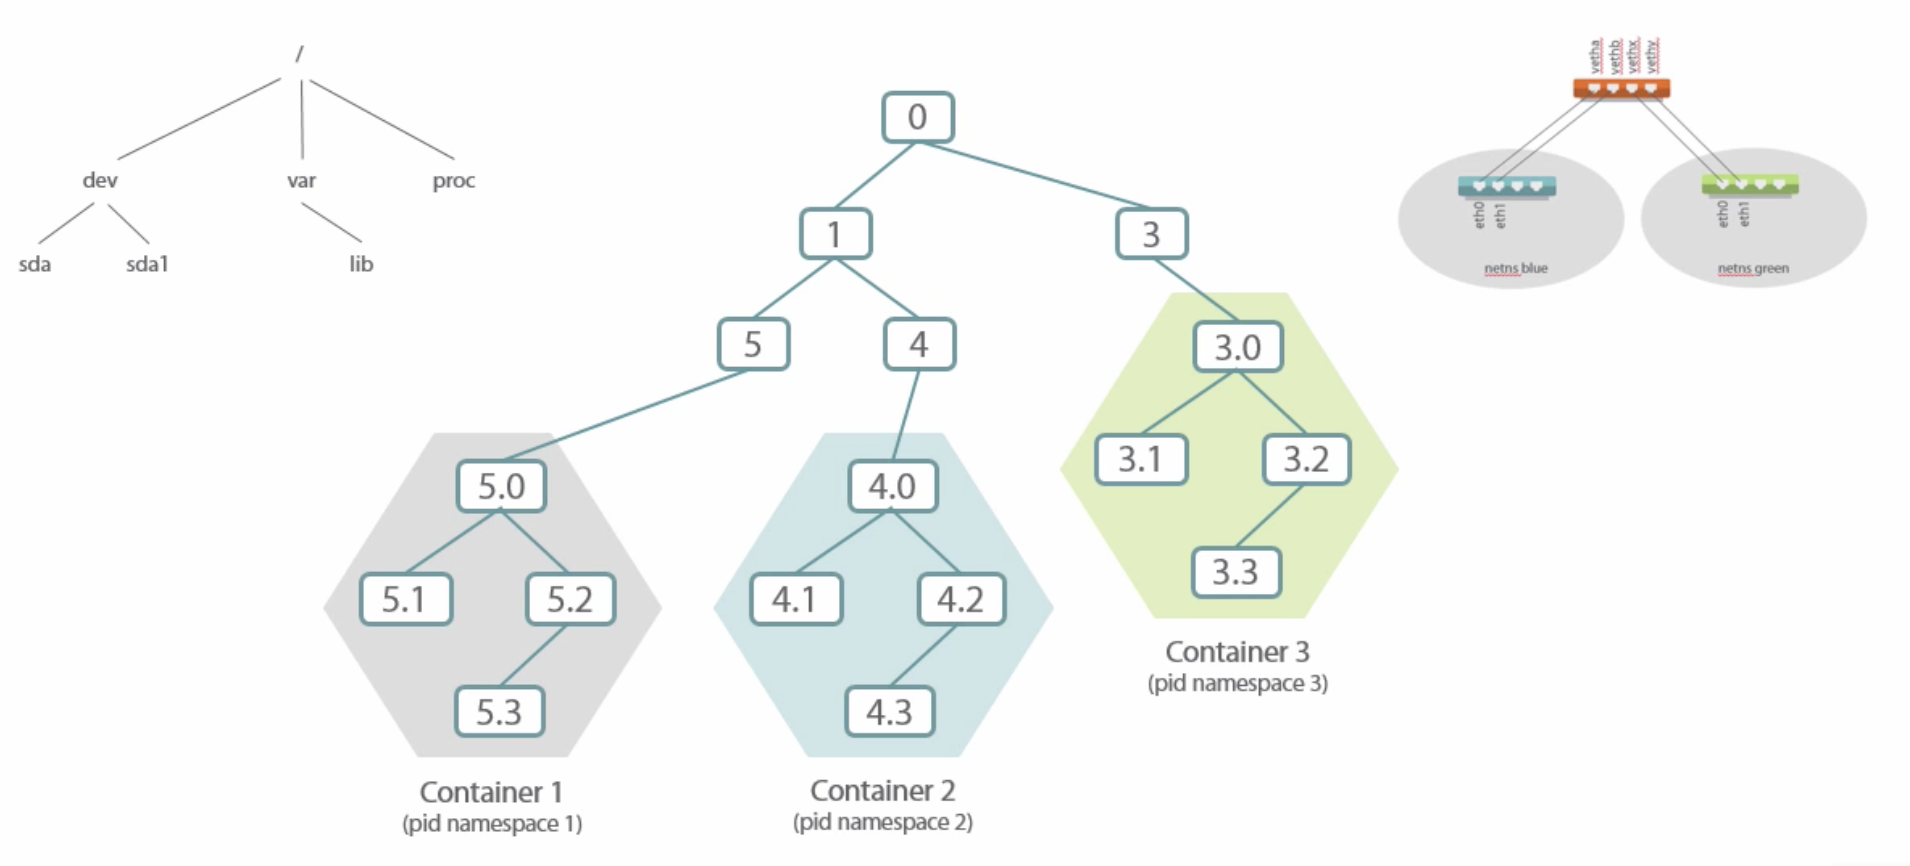 /
dev var proc
sda sda1 lib
0
1 3
5 4
5.0
5.1 5.2
5.3
Container 1
(pid namespace 1)
4.0
4.1 4.2
4.3
Container 2
(pid namespace 2)
3.0
3.1 3.2
3.3
Container 3
(pid namespace 3)
vetha
vethb
vethx
vethy
eth0
eth1
netns blue
eth0
eth1
netns green